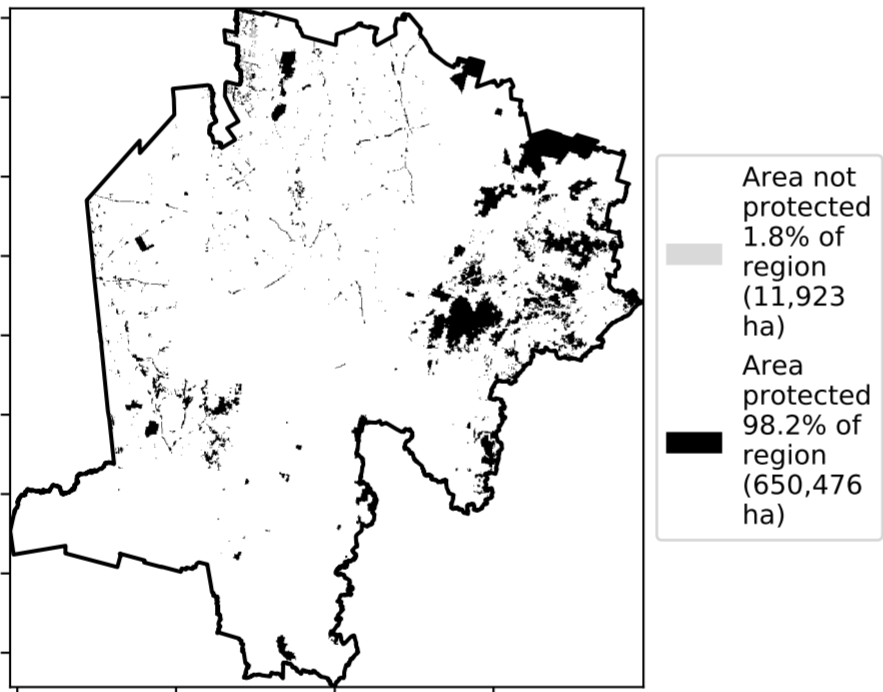 Area not
protected
1.8% of
region
(11,923
ha)
Area
protected
98.2% of
region
(650,476
ha)